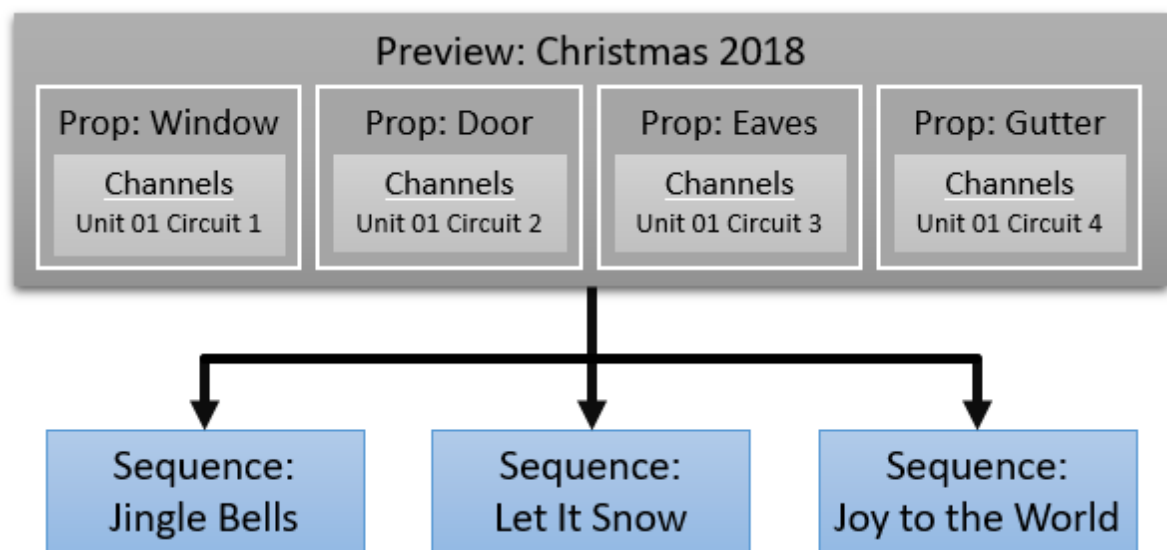 Preview: Christmas 2018
Prop: Window
Channels
Unit 01 Circuit 1
Prop: Door
Channels
Unit 01 Circuit 2
Prop: Eaves
Channels
Unit 01 Circuit 3
Prop: Gutter
Channels
Unit 01 Circuit 4
Sequence:
Jingle Bells
Sequence:
Let It Snow
Sequence:
Joy to the World